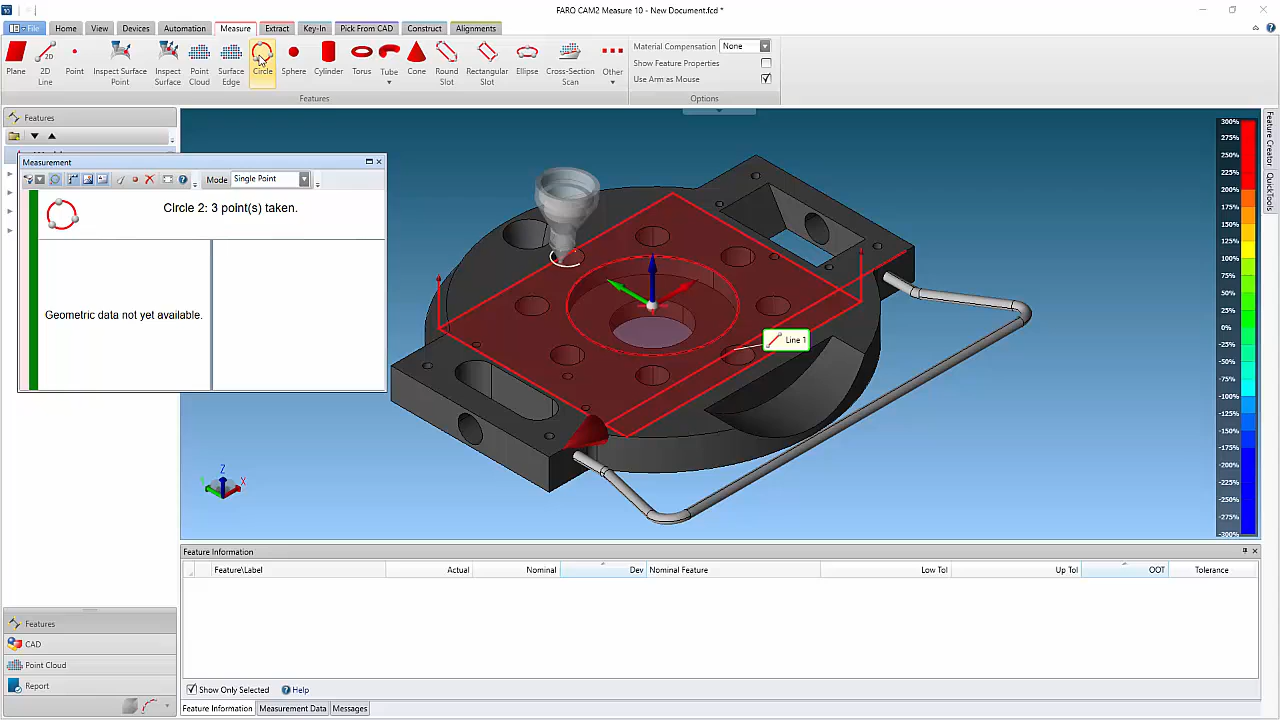 FARO CAM2 Measure 10 - New Document.fcd *
File
Home
View
Devices
Automation
Measure
Extract
Key-In
Pick From CAD
Construct
Alignments
Plane
2D Line
Point
Inspect Surface Point
Inspect Surface
Point Cloud
Surface Edge
Circle
Sphere
Cylinder
Torus
Tube
Cone
Round Slot
Rectangular Slot
Ellipse
Cross-Section Scan
Other
Features
Material Compensation None
Show Feature Properties
Use Arm as Mouse
Options
Features
Measurement
Mode Single Point
Circle 2: 3 point(s) taken.
Geometric data not yet available.
Line 1
Z
X
300%
275%
250%
225%
200%
175%
150%
125%
100%
75%
50%
25%
0%
-25%
-50%
-75%
-100%
-125%
-150%
-175%
-200%
-225%
-250%
-275%
-300%
Feature Creator
QuickTools
Feature Information
Feature\Label Actual Nominal Dev Nominal Feature Low Tol Up Tol OOT Tolerance
Features
CAD
Point Cloud
Report
Show Only Selected
Help
Feature Information
Measurement Data
Messages